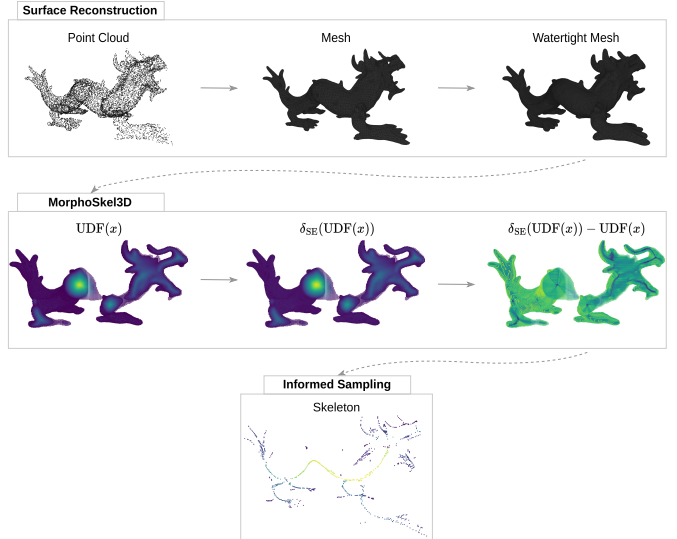 Surface Reconstruction
Point Cloud
Mesh
Watertight Mesh
MorphoSkel3D
UDF(x)
δSE(UDF(x))
δSE(UDF(x)) − UDF(x)
Informed Sampling
Skeleton